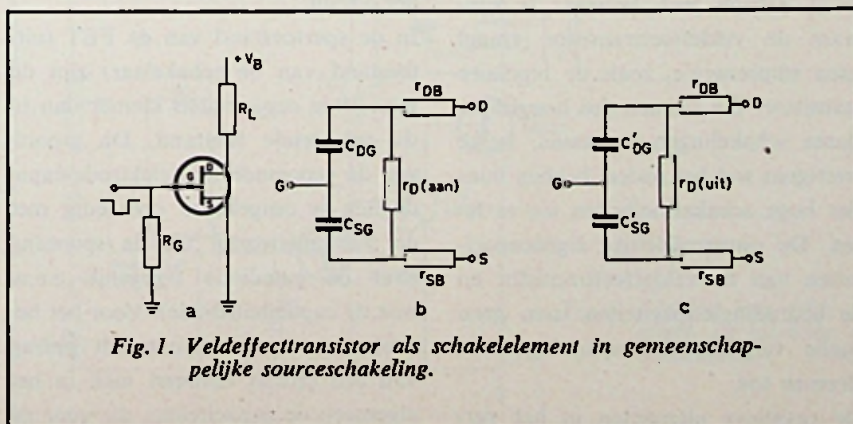 +V_B
R_L
R_G
a
r_DB
D
C_DG
G
r_D(aan)
C_SG
r_SB
S
b
r_DB
D
C'_DG
G
r_D(uit)
C'_SG
r_SB
S
c
Fig. 1. Veldeffecttransistor als schakelelement in gemeenschap-
pelijke sourceschakeling.